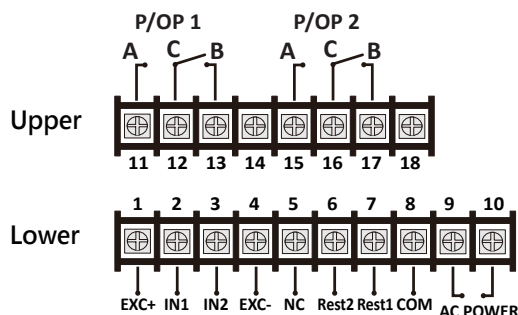 P/OP 1 P/OP 2
A C B A C B
Upper
11 12 13 14 15 16 17 18
1 2 3 4 5 6 7 8 9 10
Lower
EXC+ IN1 IN2 EXC- NC Rest2 Rest1 COM AC POWER